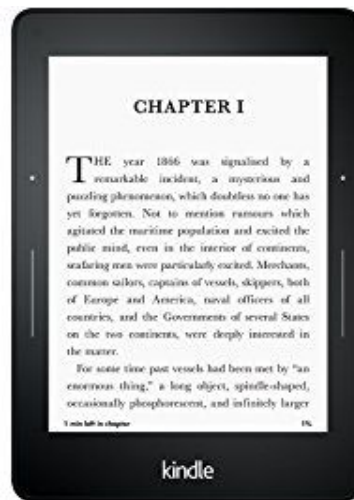 CHAPTER I
THE year 1866 was signalised by a
remarkable incident, a mysterious and
puzzling phenomenon, which doubtless no one has
yet forgotten. Not to mention rumours which
agitated the maritime population and excited the
public mind, even in the interior of continents,
seafaring men were particularly excited. Merchants,
common sailors, captains of vessels, skippers, both
of Europe and America, naval officers of all
countries, and the Governments of several States
on the two continents, were deeply interested in
the matter.
For some time past vessels had been met by “an
enormous thing,” a long object, spindle-shaped,
occasionally phosphorescent, and infinitely larger
1 min left in chapter 1%
kindle